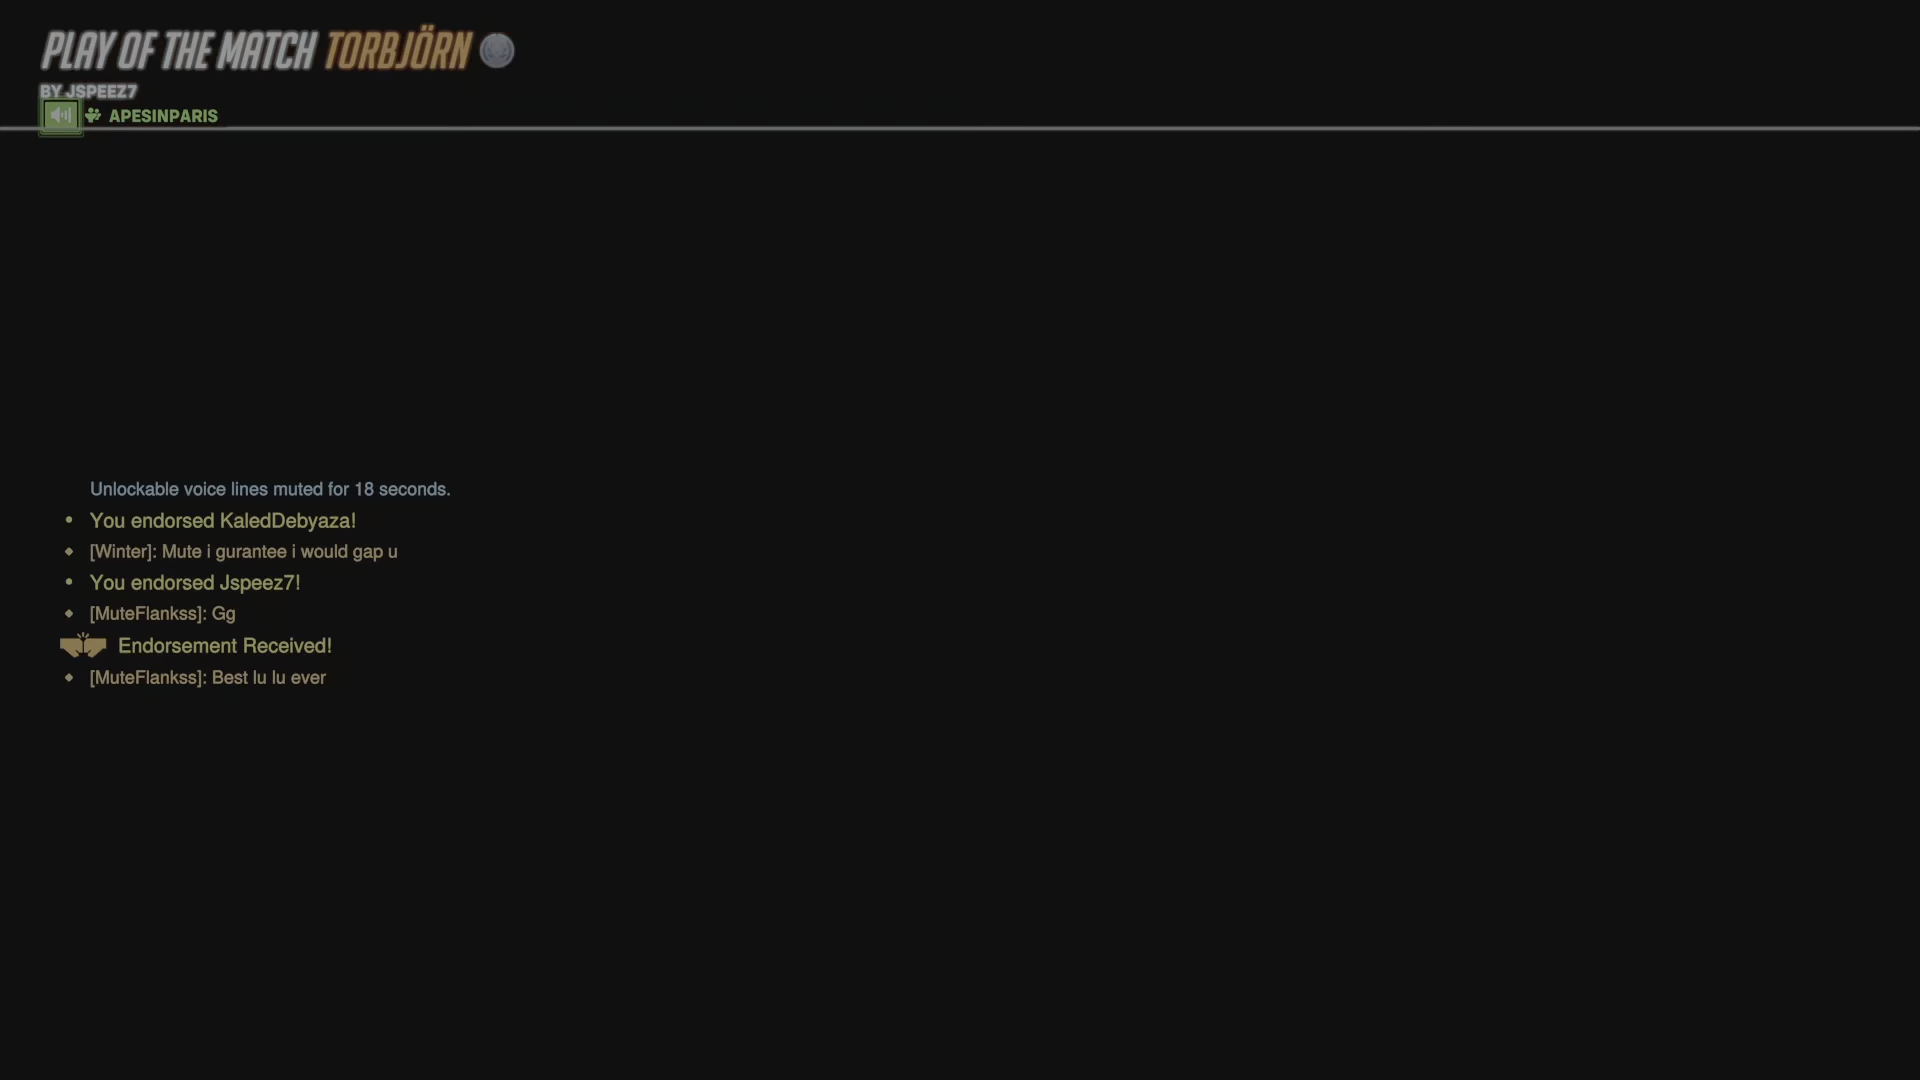 PLAY OF THE MATCH TORBJÖRN
BY JSPEEZ7
APESINPARIS
Unlockable voice lines muted for 18 seconds.
You endorsed KaledDebyaza!
[Winter]: Mute i gurantee i would gap u
You endorsed Jspeez7!
[MuteFlankss]: Gg
Endorsement Received!
[MuteFlankss]: Best lu lu ever